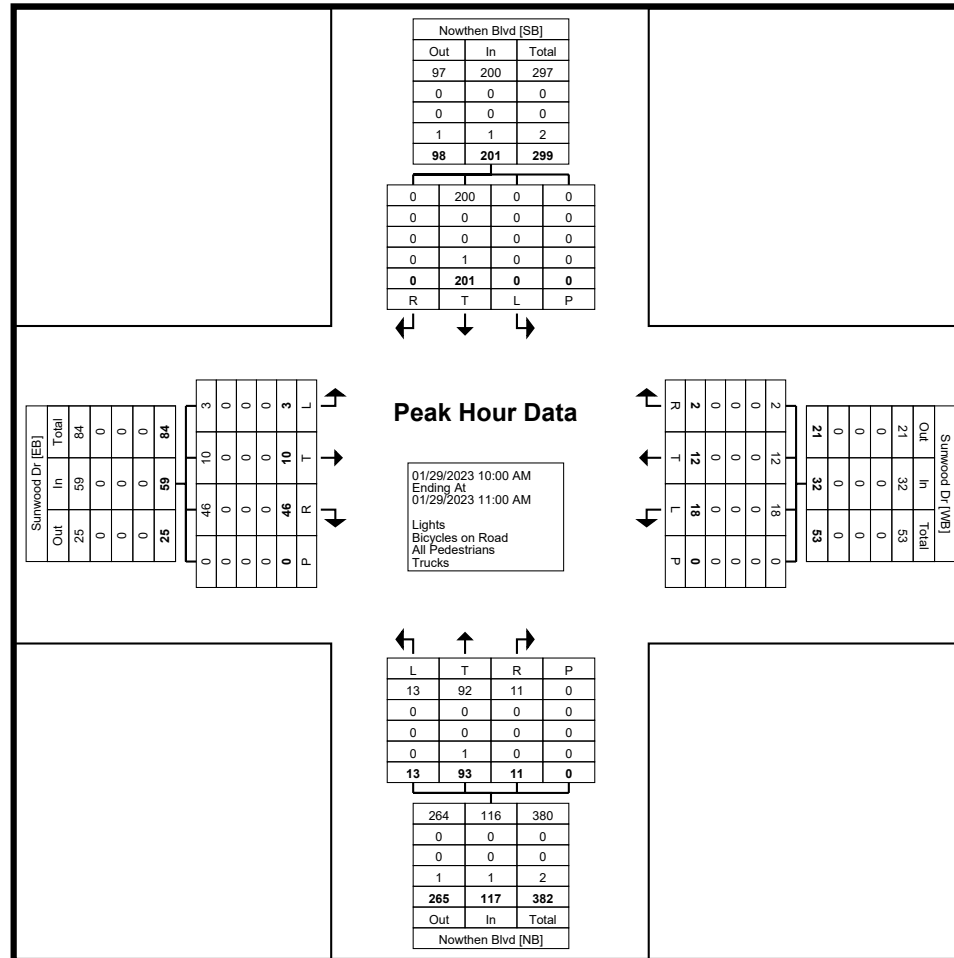 Nowthen Blvd [SB]
Out In Total
97 200 297
0 0 0
0 0 0
1 1 2
98 201 299
0 200 0 0
0 0 0 0
0 0 0 0
0 1 0 0
0 201 0 0
R T L P
Peak Hour Data
01/29/2023 10:00 AM
Ending At
01/29/2023 11:00 AM
Lights
Bicycles on Road
All Pedestrians
Trucks
Sunwood Dr [EB]
Total In Out
84 59 25
0 0 0
0 0 0
0 0 0
84 59 25
3 10 46 0
0 0 0 0
0 0 0 0
0 0 0 0
3 10 46 0
L T R P
R T L P
2 12 18 0
0 0 0 0
0 0 0 0
0 0 0 0
2 12 18 0
21 32 53
0 0 0
0 0 0
0 0 0
21 32 53
Out In Total
Sunwood Dr [WB]
L T R P
13 92 11 0
0 0 0 0
0 0 0 0
0 1 0 0
13 93 11 0
264 116 380
0 0 0
0 0 0
1 1 2
265 117 382
Out In Total
Nowthen Blvd [NB]